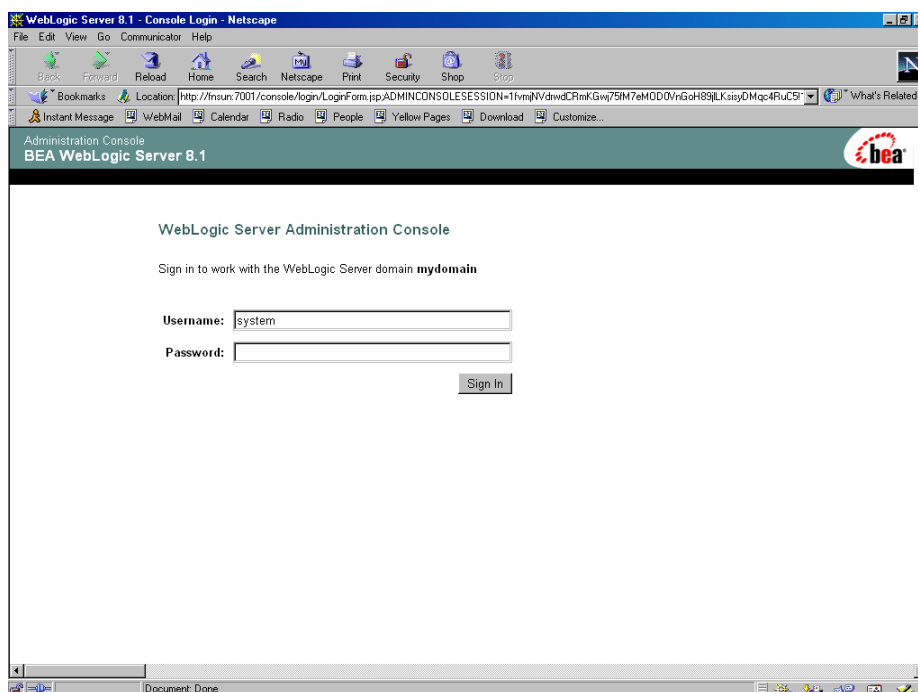 WebLogic Server 8.1 - Console Login - Netscape
File Edit View Go Communicator Help
My
Back Forward Reload Home Search Netscape Print Security Shop Stop
N
Bookmarks Location: http://fnsun:7001/console/login/LoginForm.jsp;ADMINCONSOLESESSION= What's Related
Instant Message WebMail Calendar Radio People Yellow Pages Download Customize...
Administration Console
BEA WebLogic Server 8.1
bea
WebLogic Server Administration Console
Sign in to work with the WebLogic Server domain mydomain
Username: system
Password:
Sign In
Document: Done